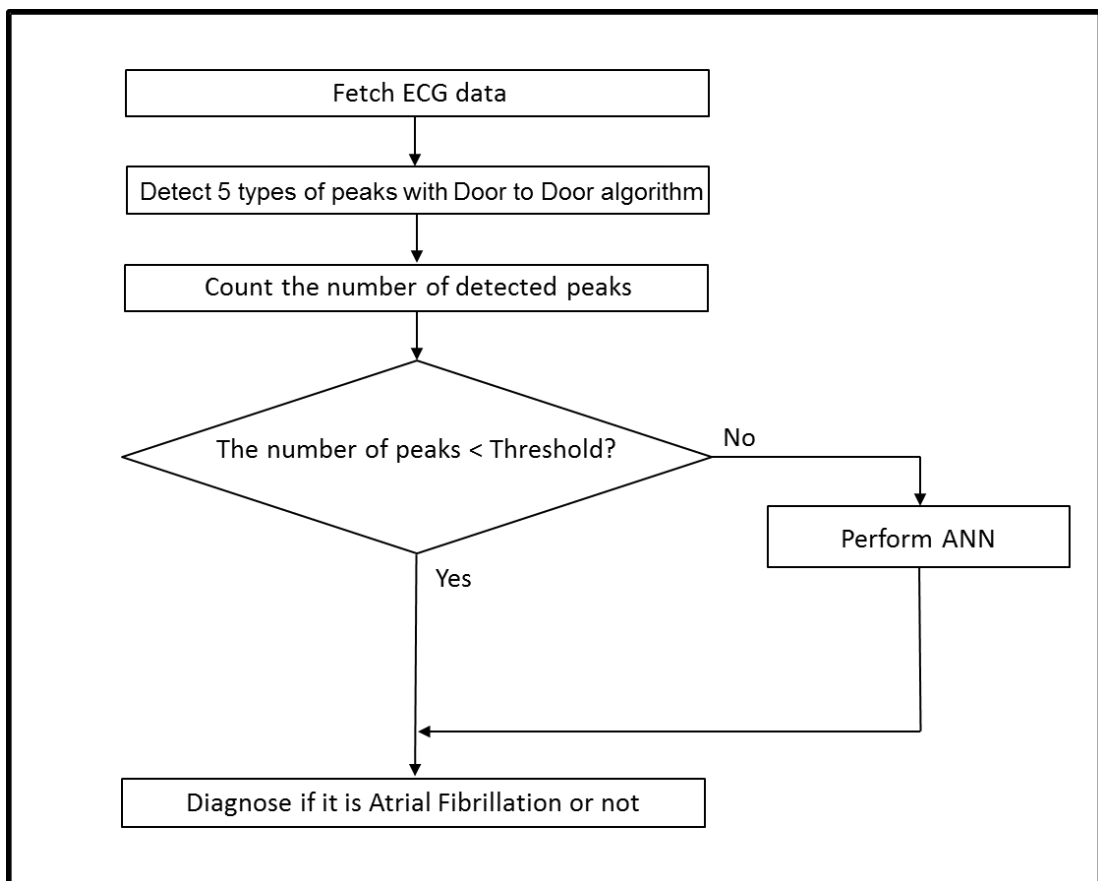 Fetch ECG data
Detect 5 types of peaks with Door to Door algorithm
Count the number of detected peaks
The number of peaks < Threshold?
No
Perform ANN
Yes
Diagnose if it is Atrial Fibrillation or not